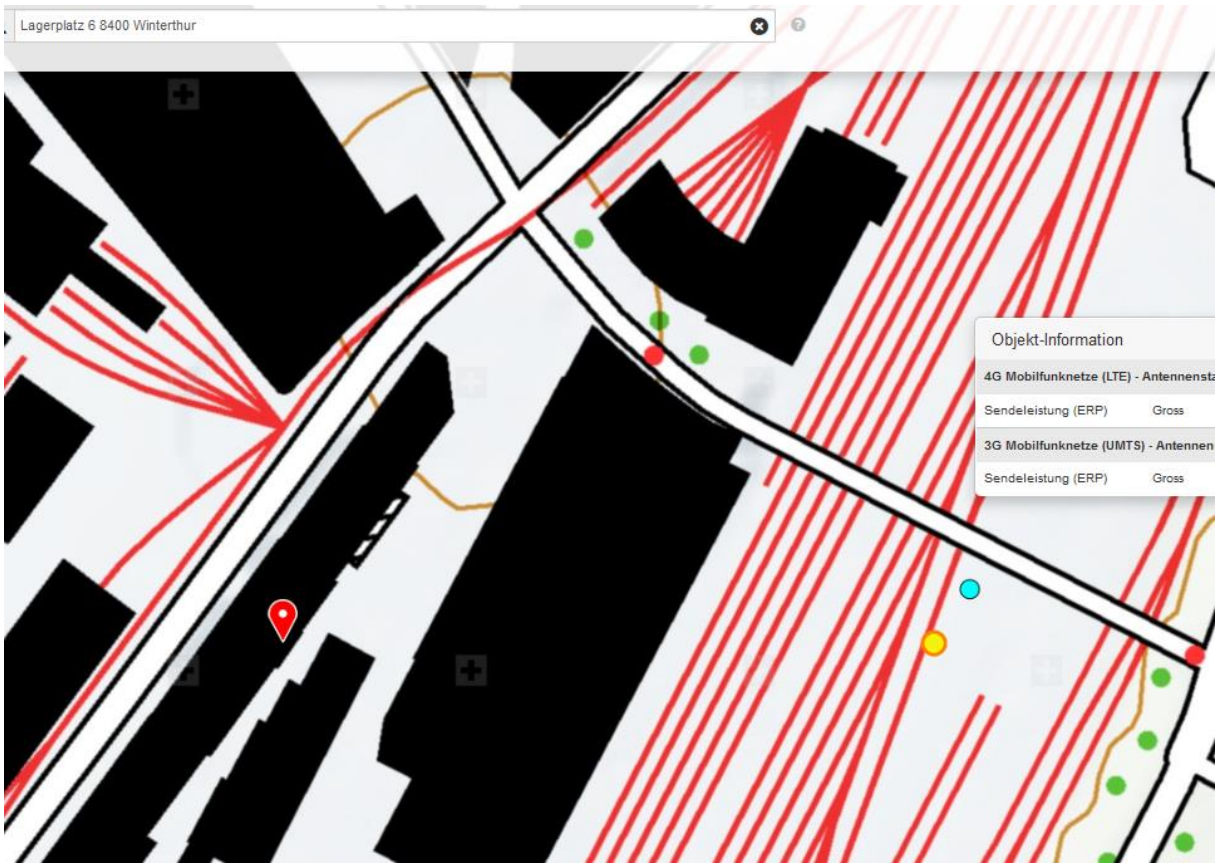 Lagerplatz 6 8400 Winterthur
Objekt-Information
4G Mobilfunknetze (LTE) - Antennensta
Sendeleistung (ERP) Gross
3G Mobilfunknetze (UMTS) - Antennen
Sendeleistung (ERP) Gross